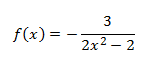 f(x) = − 3 / (2x² − 2)